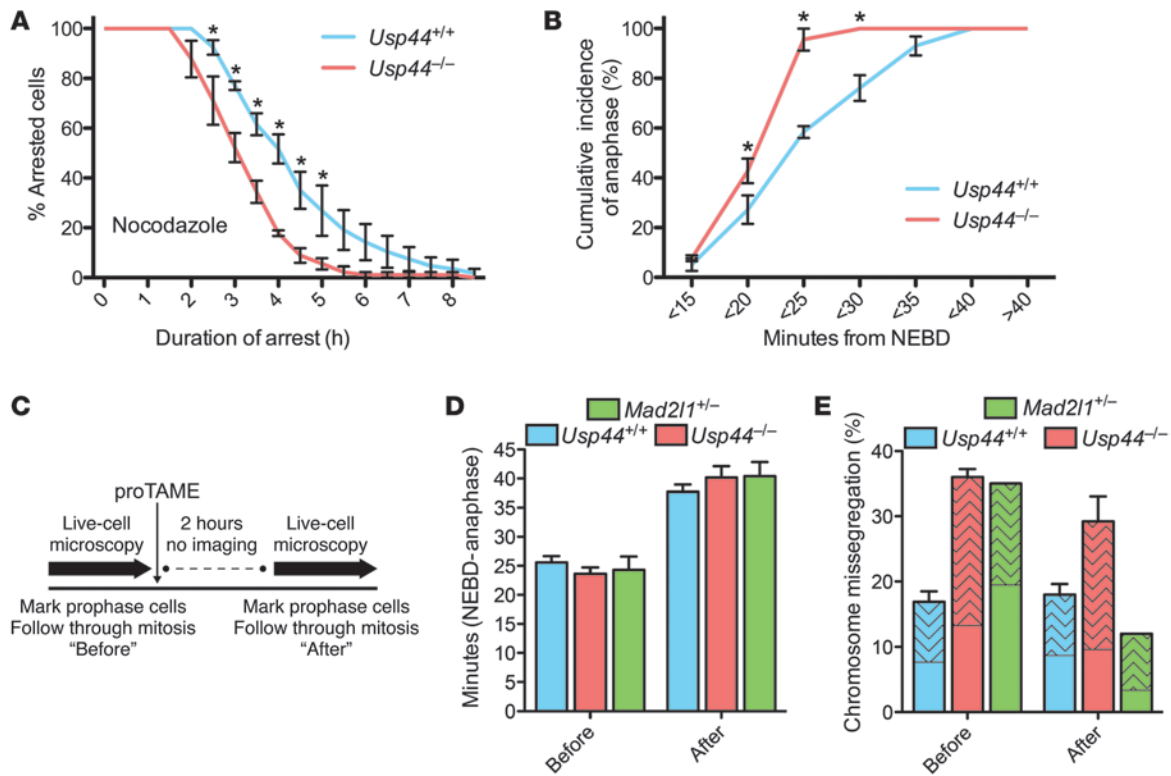 A
% Arrested cells
100
80
60
40
20
0
* * * * * *
Usp44+/+
Usp44–/–
Nocodazole
0 1 2 3 4 5 6 7 8
Duration of arrest (h)
B
Cumulative incidence
of anaphase (%)
100
80
60
40
20
0
* * *
Usp44+/+
Usp44–/–
<15 <20 <25 <30 <35 <40 >40
Minutes from NEBD
C
proTAME
Live-cell
microscopy
2 hours
no imaging
Live-cell
microscopy
Mark prophase cells
Follow through mitosis
"Before"
Mark prophase cells
Follow through mitosis
"After"
D
Mad2l1+/–
Usp44+/+ Usp44–/–
Minutes (NEBD-anaphase)
45
40
35
30
25
20
15
10
5
0
Before After
E
Mad2l1+/–
Usp44+/+ Usp44–/–
Chromosome missegregation (%)
40
30
20
10
0
Before After